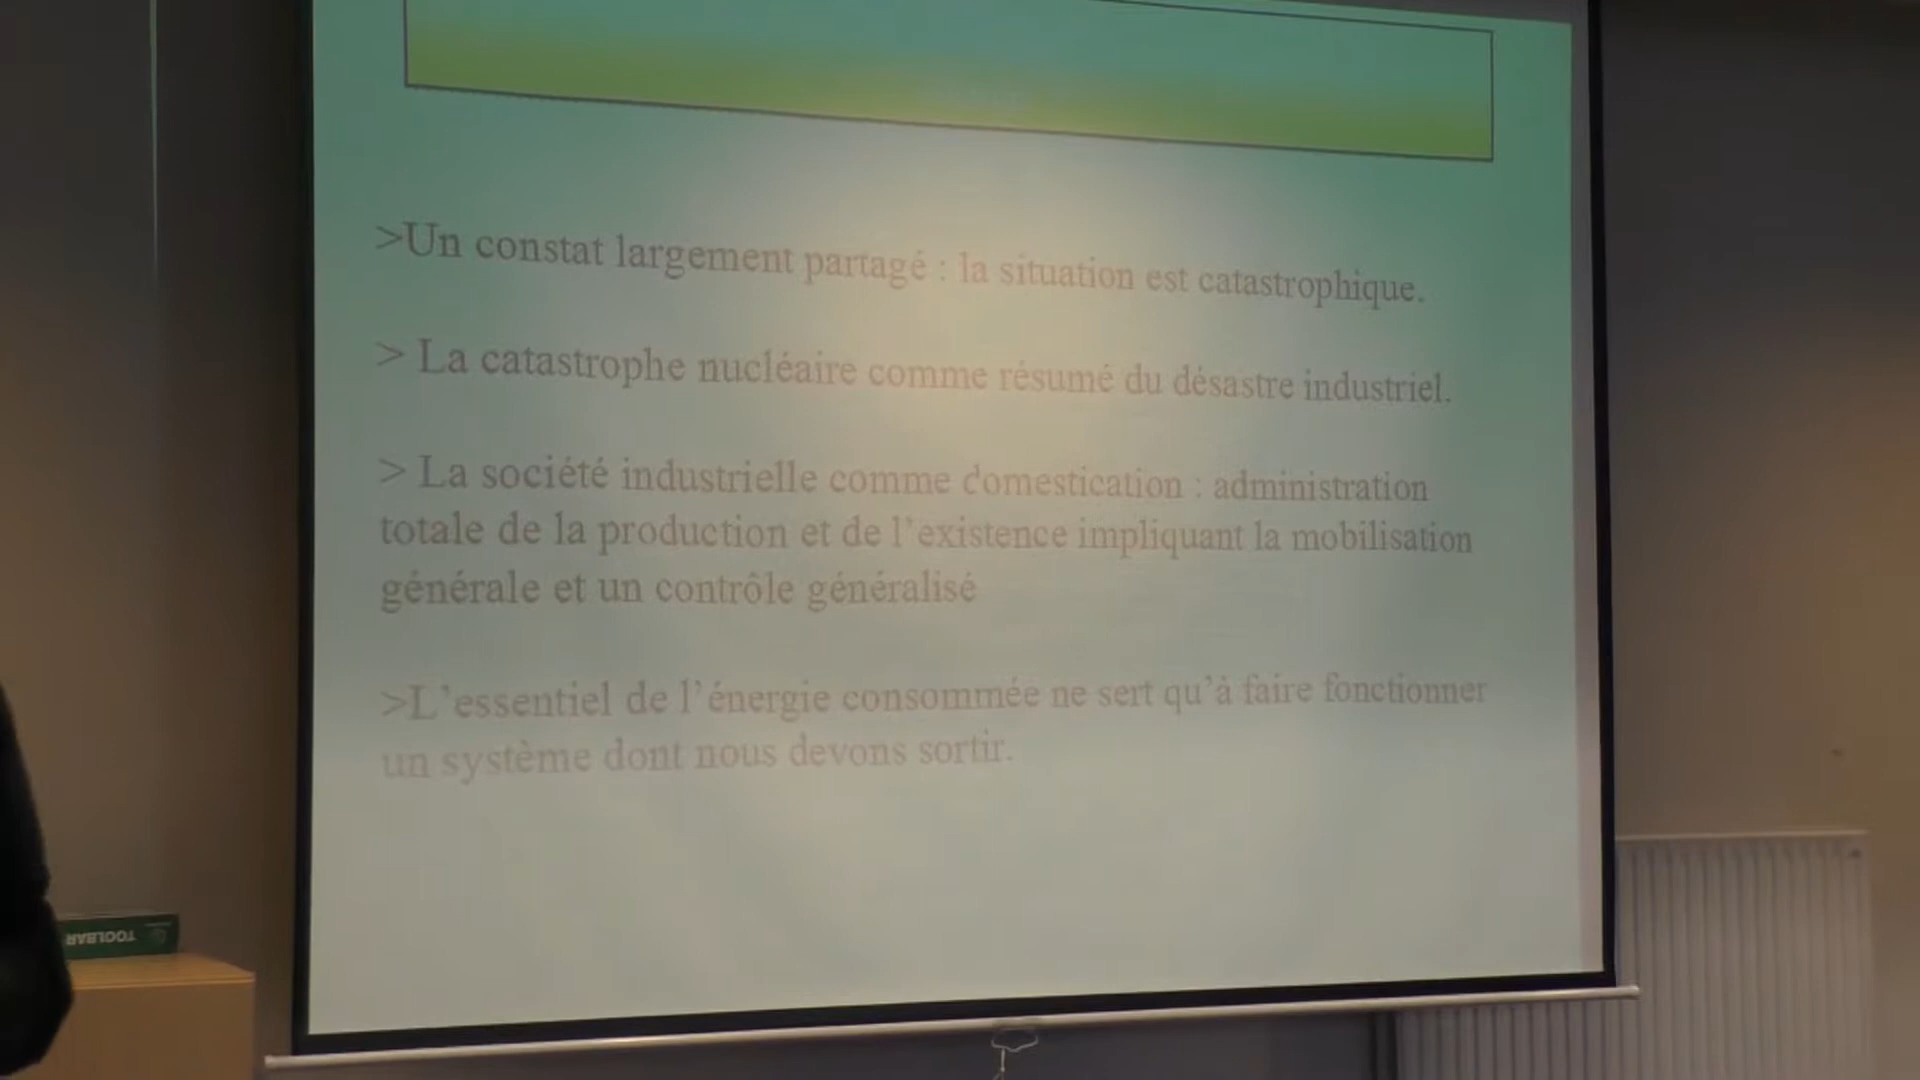 >Un constat largement partagé : la situation est catastrophique.
> La catastrophe nucléaire comme résumé du désastre industriel.
> La société industrielle comme domestication : administration
totale de la production et de l'existence impliquant la mobilisation
générale et un contrôle généralisé
>L'essentiel de l'énergie consommée ne sert qu'à faire fonctionner
un système dont nous devons sortir.
TOOLBAR